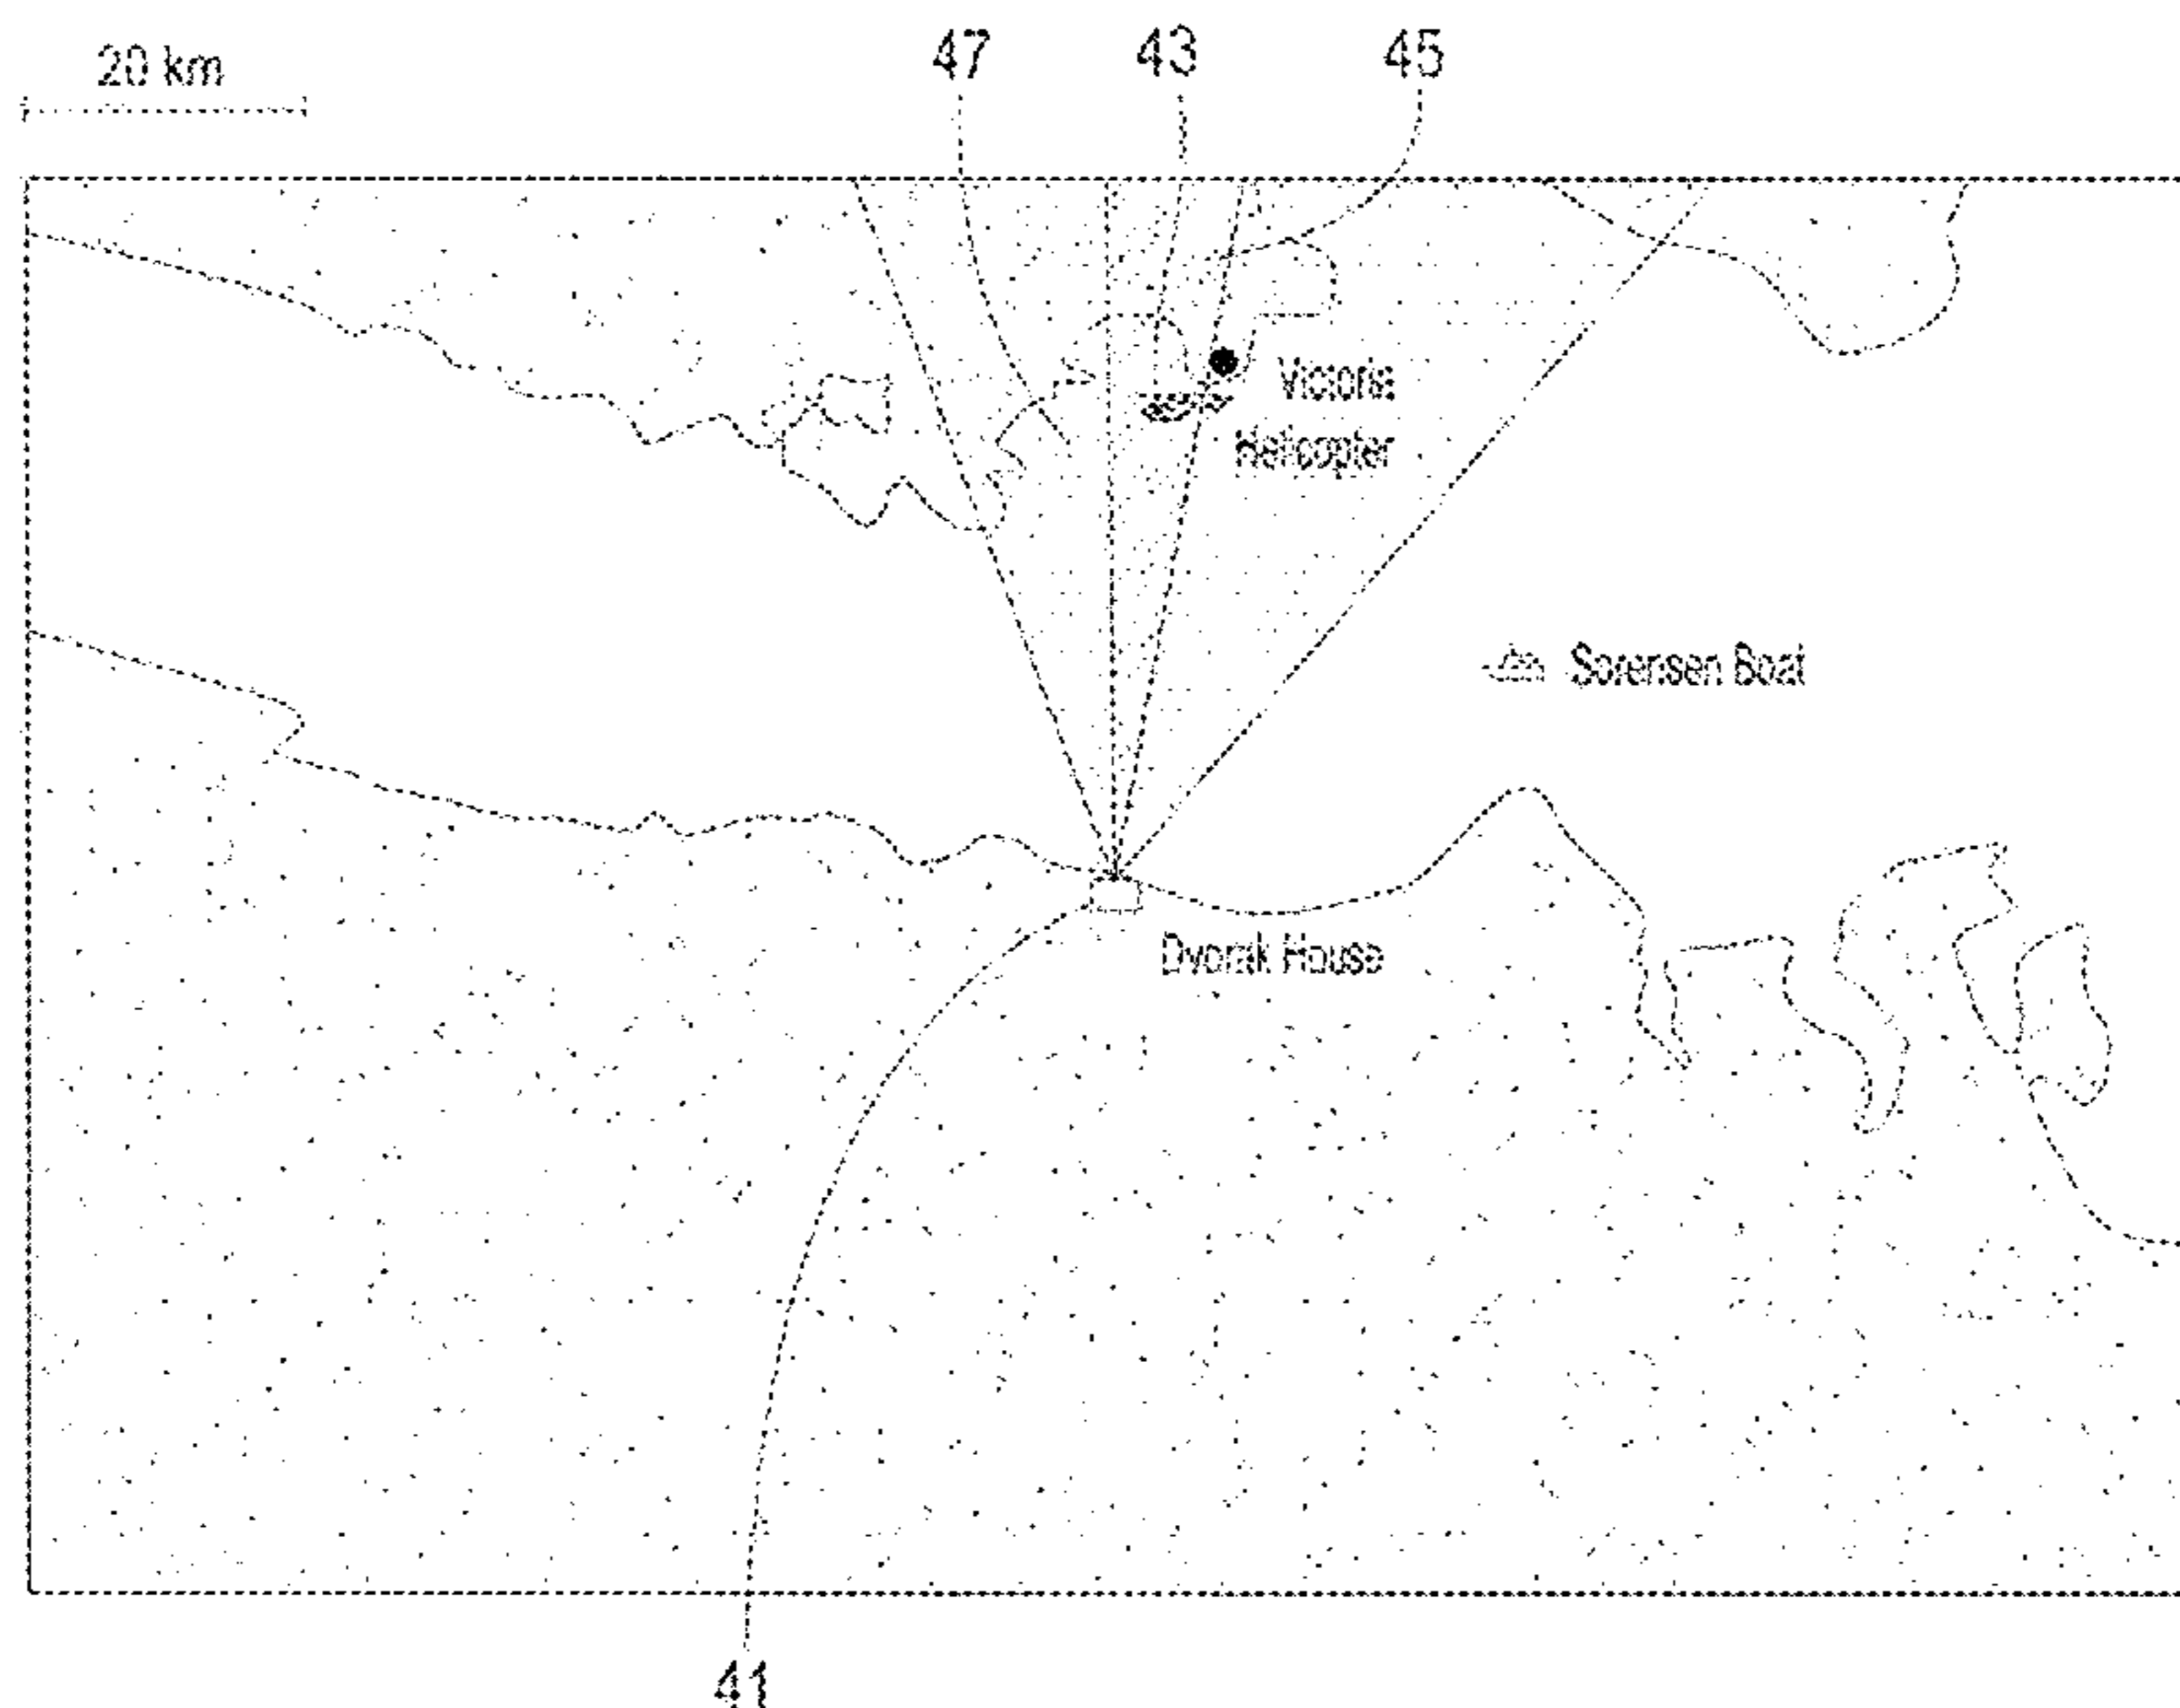 20 km
47
43
45
Victoria
Helicopter
Sorensen Boat
Dvorak House
41